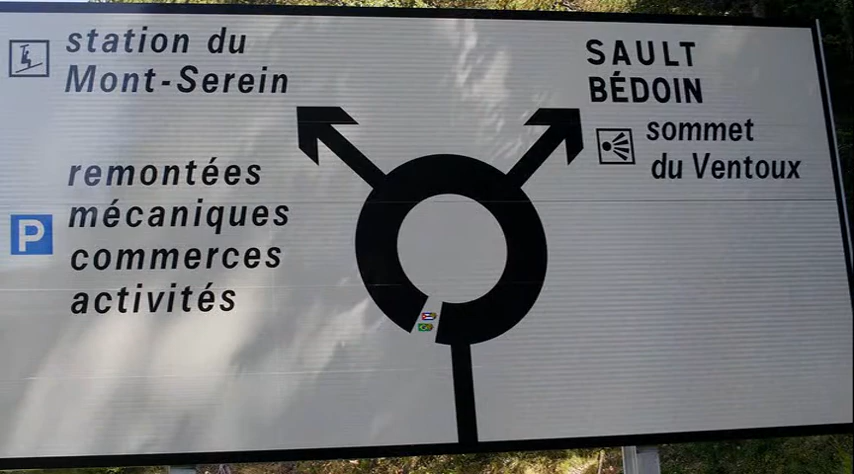 station du
Mont-Serein
remontées
P mécaniques
commerces
activités
SAULT
BÉDOIN
sommet
du Ventoux